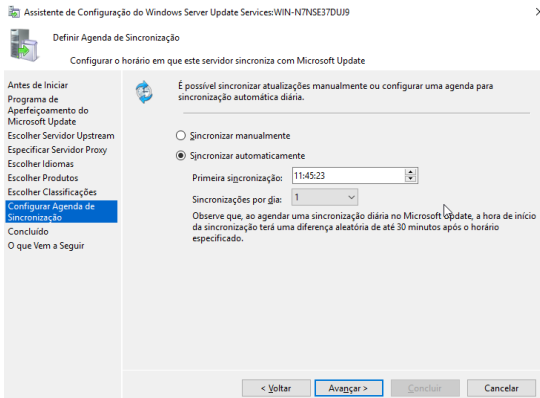 Assistente de Configuração do Windows Server Update Services:WIN-N7NSE37DUJ9
Definir Agenda de Sincronização
Configurar o horário em que este servidor sincroniza com Microsoft Update
Antes de Iniciar
Programa de
Aperfeiçoamento do
Microsoft Update
Escolher Servidor Upstream
Especificar Servidor Proxy
Escolher Idiomas
Escolher Produtos
Escolher Classificações
Configurar Agenda de
Sincronização
Concluído
O que Vem a Seguir
É possível sincronizar atualizações manualmente ou configurar uma agenda para
sincronização automática diária.
Sincronizar manualmente
Sincronizar automaticamente
Primeira sincronização: 11:45:23
Sincronizações por dia: 1
Observe que, ao agendar uma sincronização diária no Microsoft Update, a hora de início
da sincronização terá uma diferença aleatória de até 30 minutos após o horário
especificado.
< Voltar Avançar > Concluir Cancelar